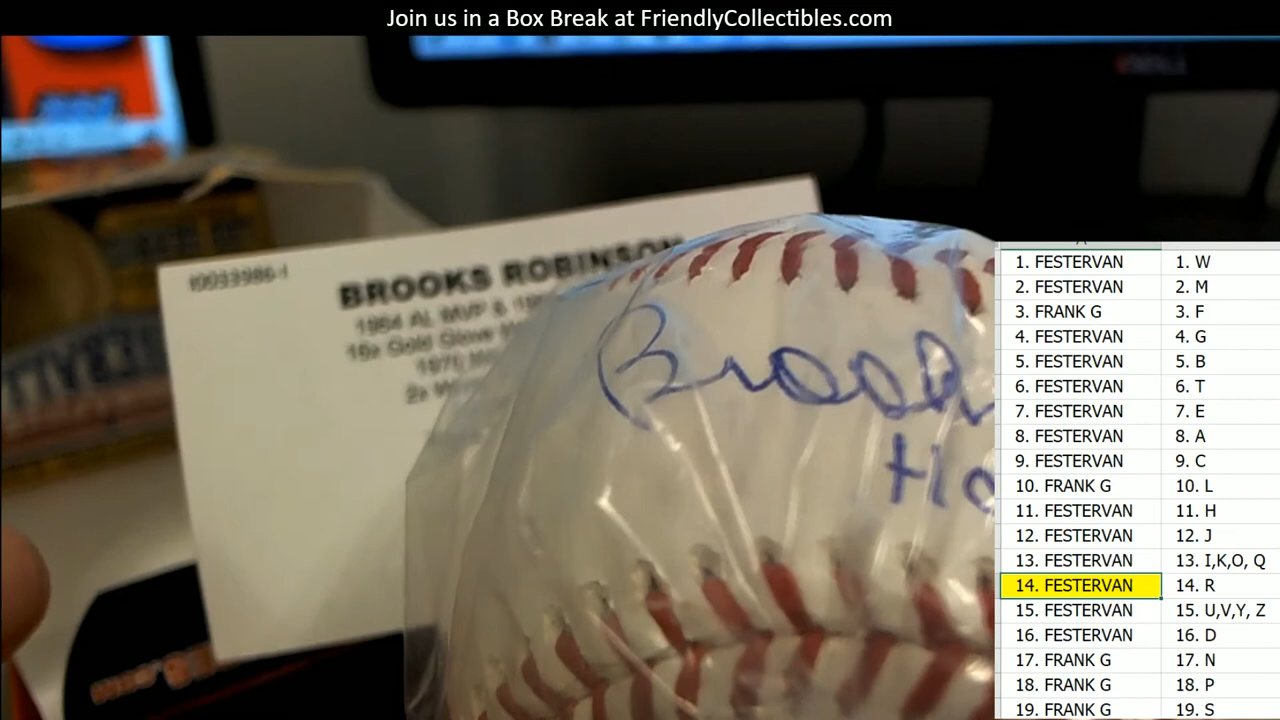 Join us in a Box Break at FriendlyCollectibles.com
BROOKS ROBINSON
1964 AL MVP &
16x Gold Glove
1970
2x
Brooks
1. FESTERVAN 1. W
2. FESTERVAN 2. M
3. FRANK G 3. F
4. FESTERVAN 4. G
5. FESTERVAN 5. B
6. FESTERVAN 6. T
7. FESTERVAN 7. E
8. FESTERVAN 8. A
9. FESTERVAN 9. C
10. FRANK G 10. L
11. FESTERVAN 11. H
12. FESTERVAN 12. J
13. FESTERVAN 13. I,K,O, Q
14. FESTERVAN 14. R
15. FESTERVAN 15. U,V,Y, Z
16. FESTERVAN 16. D
17. FRANK G 17. N
18. FRANK G 18. P
19. FRANK G 19. S